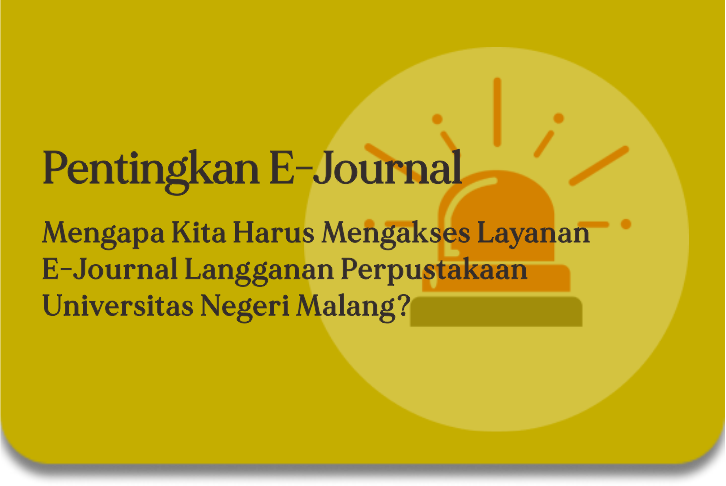 Pentingkan E-Journal
Mengapa Kita Harus Mengakses Layanan
E-Journal Langganan Perpustakaan
Universitas Negeri Malang?